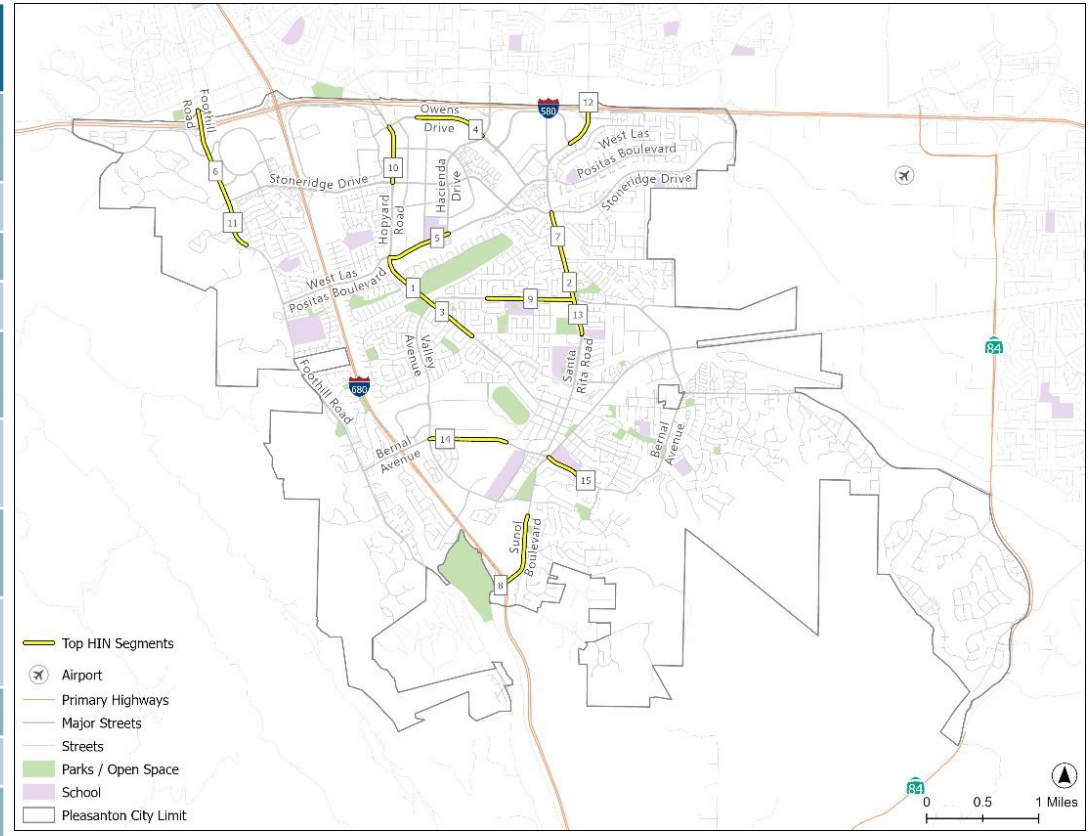 12
580
Owens
Drive
4
Foothill
Road
West Las
Positas Boulevard
10
6
Stoneridge Drive
Stoneridge Drive
Hacienda
Drive
Hopyard
Road
11
5
7
West Las
Positas Boulevard
1
2
9
3
13
Valley
Avenue
Santa
Rita Road
84
Foothill Road
680
Bernal
Avenue
14
Bernal
Avenue
15
Sunol
Boulevard
8
Top HIN Segments
Airport
Primary Highways
Major Streets
Streets
Parks / Open Space
School
Pleasanton City Limit
84
0 0.5 1 Miles